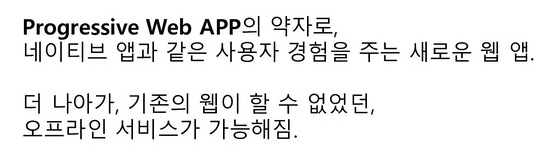 Progressive Web APP의 약자로,
네이티브 앱과 같은 사용자 경험을 주는 새로운 웹 앱.
더 나아가, 기존의 웹이 할 수 없었던,
오프라인 서비스가 가능해짐.